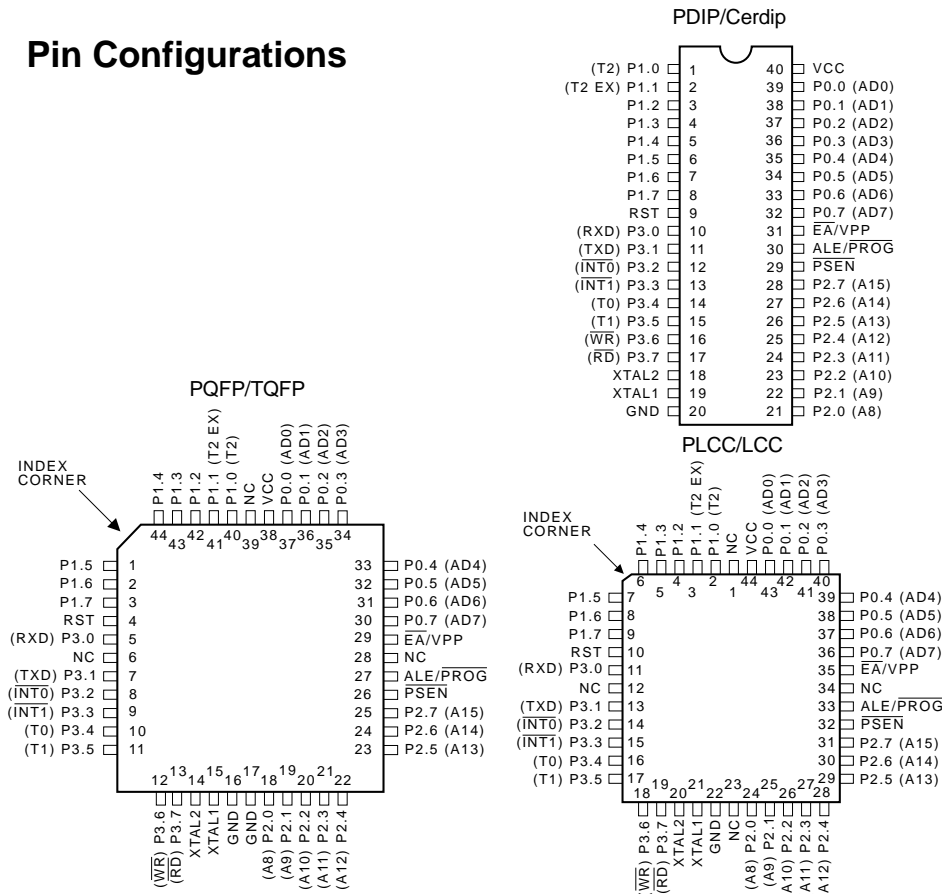 Pin Configurations
PDIP/Cerdip
(T2) P1.0 1 40 VCC
(T2 EX) P1.1 2 39 P0.0 (AD0)
P1.2 3 38 P0.1 (AD1)
P1.3 4 37 P0.2 (AD2)
P1.4 5 36 P0.3 (AD3)
P1.5 6 35 P0.4 (AD4)
P1.6 7 34 P0.5 (AD5)
P1.7 8 33 P0.6 (AD6)
RST 9 32 P0.7 (AD7)
(RXD) P3.0 10 31 E̅A̅/VPP
(TXD) P3.1 11 30 ALE/P̅R̅O̅G̅
(I̅N̅T̅0̅) P3.2 12 29 P̅S̅E̅N̅
(I̅N̅T̅1̅) P3.3 13 28 P2.7 (A15)
(T0) P3.4 14 27 P2.6 (A14)
(T1) P3.5 15 26 P2.5 (A13)
(W̅R̅) P3.6 16 25 P2.4 (A12)
(R̅D̅) P3.7 17 24 P2.3 (A11)
XTAL2 18 23 P2.2 (A10)
XTAL1 19 22 P2.1 (A9)
GND 20 21 P2.0 (A8)
PQFP/TQFP
INDEX
CORNER
P1.4 P1.3 P1.2 P1.1 (T2 EX) P1.0 (T2) NC VCC P0.0 (AD0) P0.1 (AD1) P0.2 (AD2) P0.3 (AD3)
44 43 42 41 40 39 38 37 36 35 34
P1.5 1 33 P0.4 (AD4)
P1.6 2 32 P0.5 (AD5)
P1.7 3 31 P0.6 (AD6)
RST 4 30 P0.7 (AD7)
(RXD) P3.0 5 29 E̅A̅/VPP
NC 6 28 NC
(TXD) P3.1 7 27 ALE/P̅R̅O̅G̅
(I̅N̅T̅0̅) P3.2 8 26 P̅S̅E̅N̅
(I̅N̅T̅1̅) P3.3 9 25 P2.7 (A15)
(T0) P3.4 10 24 P2.6 (A14)
(T1) P3.5 11 23 P2.5 (A13)
12 13 14 15 16 17 18 19 20 21 22
(W̅R̅) P3.6 (R̅D̅) P3.7 XTAL2 XTAL1 GND GND (A8) P2.0 (A9) P2.1 (A10) P2.2 (A11) P2.3 (A12) P2.4
PLCC/LCC
INDEX
CORNER
P1.4 P1.3 P1.2 P1.1 (T2 EX) P1.0 (T2) NC VCC P0.0 (AD0) P0.1 (AD1) P0.2 (AD2) P0.3 (AD3)
6 5 4 3 2 1 44 43 42 41 40
P1.5 7 39 P0.4 (AD4)
P1.6 8 38 P0.5 (AD5)
P1.7 9 37 P0.6 (AD6)
RST 10 36 P0.7 (AD7)
(RXD) P3.0 11 35 E̅A̅/VPP
NC 12 34 NC
(TXD) P3.1 13 33 ALE/P̅R̅O̅G̅
(I̅N̅T̅0̅) P3.2 14 32 P̅S̅E̅N̅
(I̅N̅T̅1̅) P3.3 15 31 P2.7 (A15)
(T0) P3.4 16 30 P2.6 (A14)
(T1) P3.5 17 29 P2.5 (A13)
18 19 20 21 22 23 24 25 26 27 28
(W̅R̅) P3.6 (R̅D̅) P3.7 XTAL2 XTAL1 GND NC (A8) P2.0 (A9) P2.1 A10) P2.2 A11) P2.3 A12) P2.4